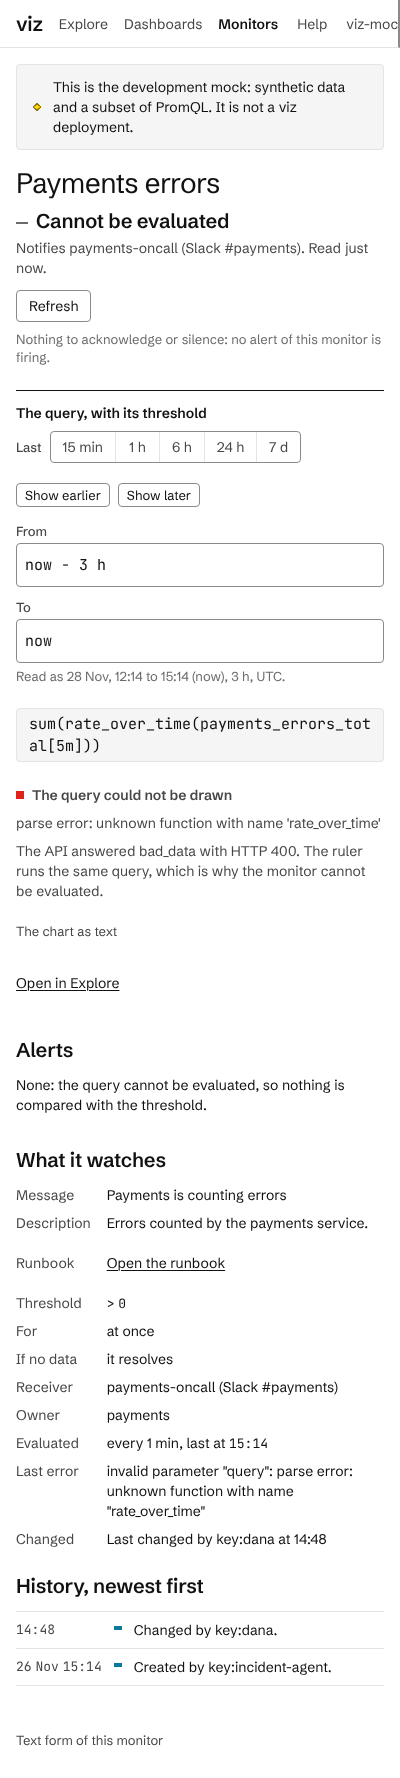 viz Explore Dashboards Monitors Help viz-moc
This is the development mock: synthetic data
and a subset of PromQL. It is not a viz
deployment.
Payments errors
— Cannot be evaluated
Notifies payments-oncall (Slack #payments). Read just
now.
Refresh
Nothing to acknowledge or silence: no alert of this monitor is
firing.
The query, with its threshold
Last 15 min 1 h 6 h 24 h 7 d
Show earlier Show later
From
now - 3 h
To
now
Read as 28 Nov, 12:14 to 15:14 (now), 3 h, UTC.
sum(rate_over_time(payments_errors_tot
al[5m]))
The query could not be drawn
parse error: unknown function with name 'rate_over_time'
The API answered bad_data with HTTP 400. The ruler
runs the same query, which is why the monitor cannot
be evaluated.
The chart as text
Open in Explore
Alerts
None: the query cannot be evaluated, so nothing is
compared with the threshold.
What it watches
Message Payments is counting errors
Description Errors counted by the payments service.
Runbook Open the runbook
Threshold > 0
For at once
If no data it resolves
Receiver payments-oncall (Slack #payments)
Owner payments
Evaluated every 1 min, last at 15:14
Last error invalid parameter "query": parse error:
unknown function with name
"rate_over_time"
Changed Last changed by key:dana at 14:48
History, newest first
14:48 Changed by key:dana.
26 Nov 15:14 Created by key:incident-agent.
Text form of this monitor